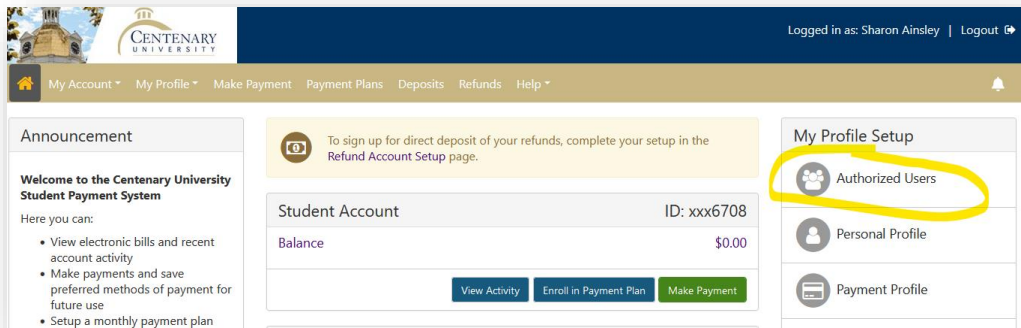 CENTENARY
UNIVERSITY
Logged in as: Sharon Ainsley | Logout
My Account My Profile Make Payment Payment Plans Deposits Refunds Help
Announcement
Welcome to the Centenary University
Student Payment System
Here you can:
• View electronic bills and recent
account activity
• Make payments and save
preferred methods of payment for
future use
• Setup a monthly payment plan
To sign up for direct deposit of your refunds, complete your setup in the
Refund Account Setup page.
Student Account ID: xxx6708
Balance $0.00
View Activity Enroll in Payment Plan Make Payment
My Profile Setup
Authorized Users
Personal Profile
Payment Profile